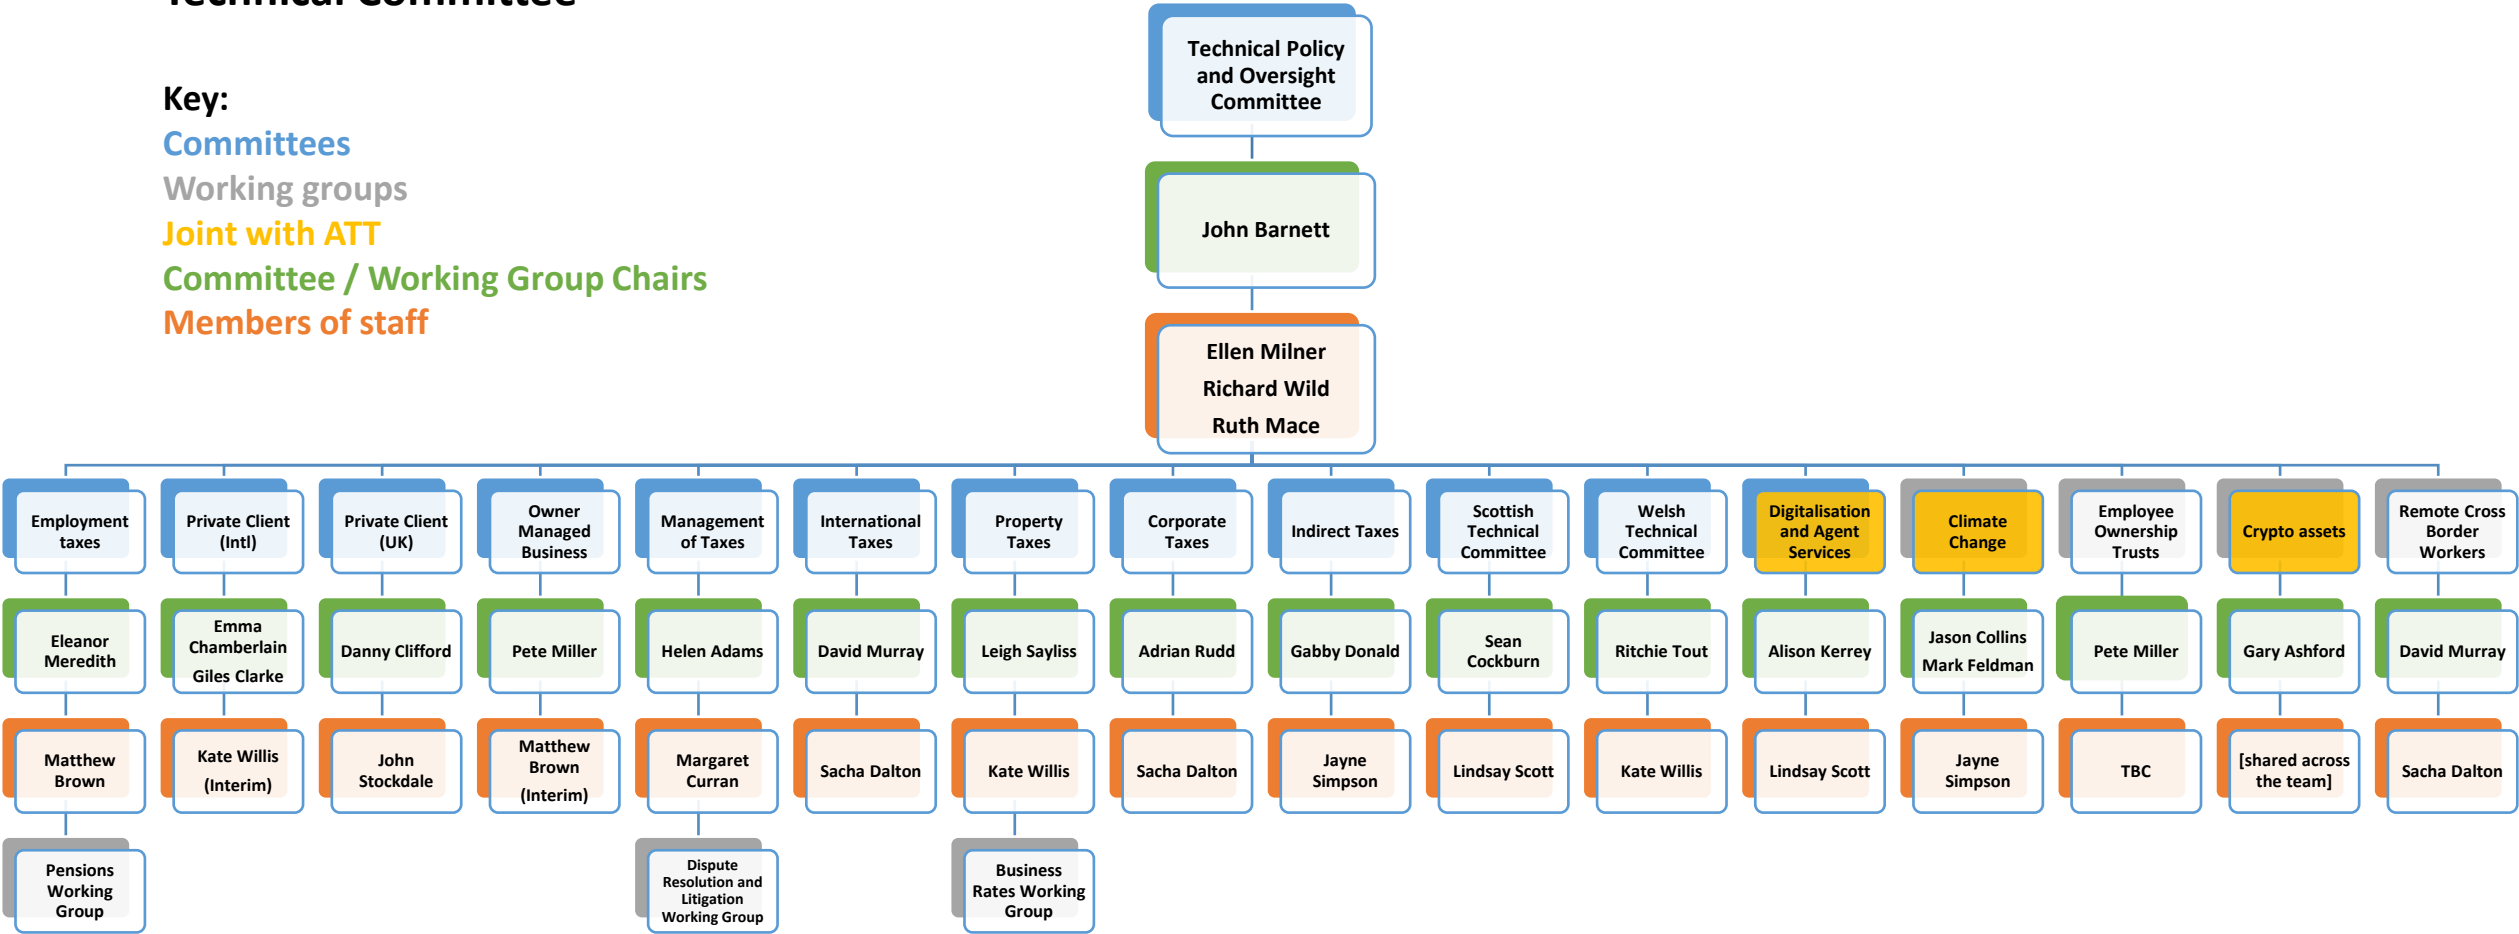 Technical Committee
Key:
Committees
Working groups
Joint with ATT
Committee / Working Group Chairs
Members of staff
Technical Policy
and Oversight
Committee
John Barnett
Ellen Milner
Richard Wild
Ruth Mace
Employment
taxes
Private Client
(Intl)
Private Client
(UK)
Owner
Managed
Business
Management
of Taxes
International
Taxes
Property
Taxes
Corporate
Taxes
Indirect Taxes
Scottish
Technical
Committee
Welsh
Technical
Committee
Digitalisation
and Agent
Services
Climate
Change
Employee
Ownership
Trusts
Crypto assets
Remote Cross
Border
Workers
Eleanor
Meredith
Emma
Chamberlain
Giles Clarke
Danny Clifford
Pete Miller
Helen Adams
David Murray
Leigh Sayliss
Adrian Rudd
Gabby Donald
Sean
Cockburn
Ritchie Tout
Alison Kerrey
Jason Collins
Mark Feldman
Pete Miller
Gary Ashford
David Murray
Matthew
Brown
Kate Willis
(Interim)
John
Stockdale
Matthew
Brown
(Interim)
Margaret
Curran
Sacha Dalton
Kate Willis
Sacha Dalton
Jayne
Simpson
Lindsay Scott
Kate Willis
Lindsay Scott
Jayne
Simpson
TBC
[shared across
the team]
Sacha Dalton
Pensions
Working
Group
Dispute
Resolution and
Litigation
Working Group
Business
Rates Working
Group